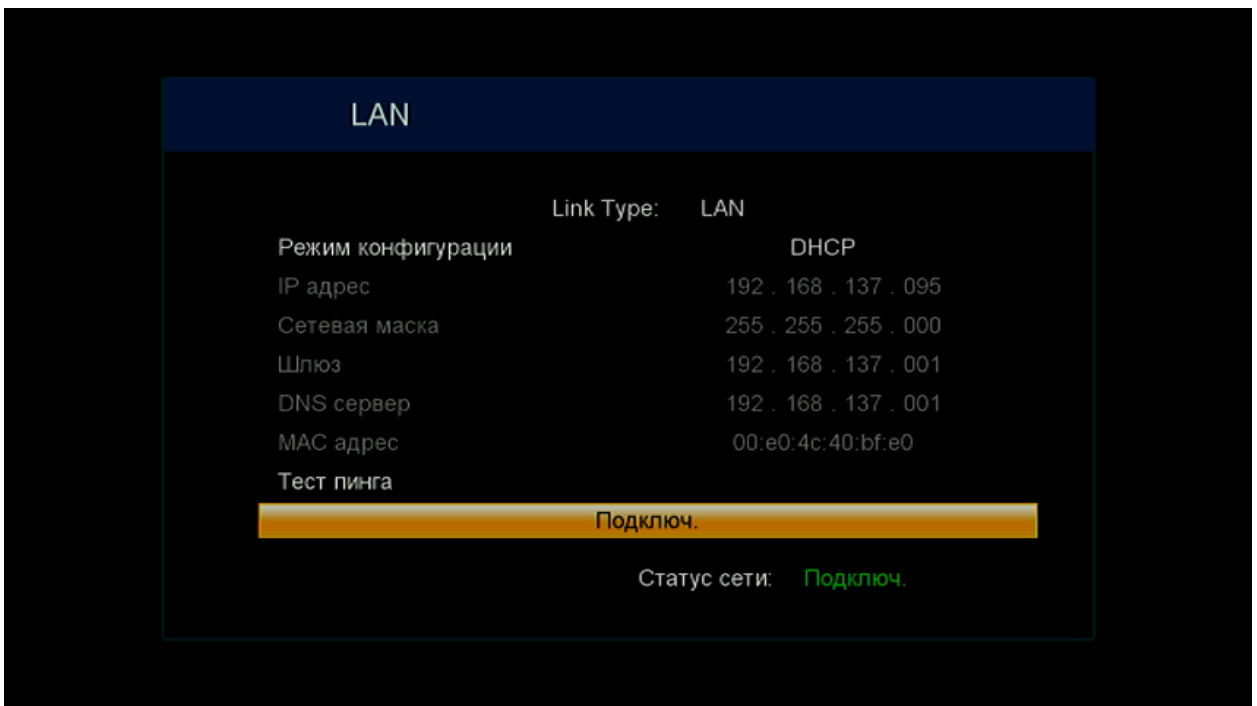 LAN
Link Type: LAN
Режим конфигурации DHCP
IP адрес 192 . 168 . 137 . 095
Сетевая маска 255 . 255 . 255 . 000
Шлюз 192 . 168 . 137 . 001
DNS сервер 192 . 168 . 137 . 001
MAC адрес 00:e0:4c:40:bf:e0
Тест пинга
Подключ.
Статус сети: Подключ.